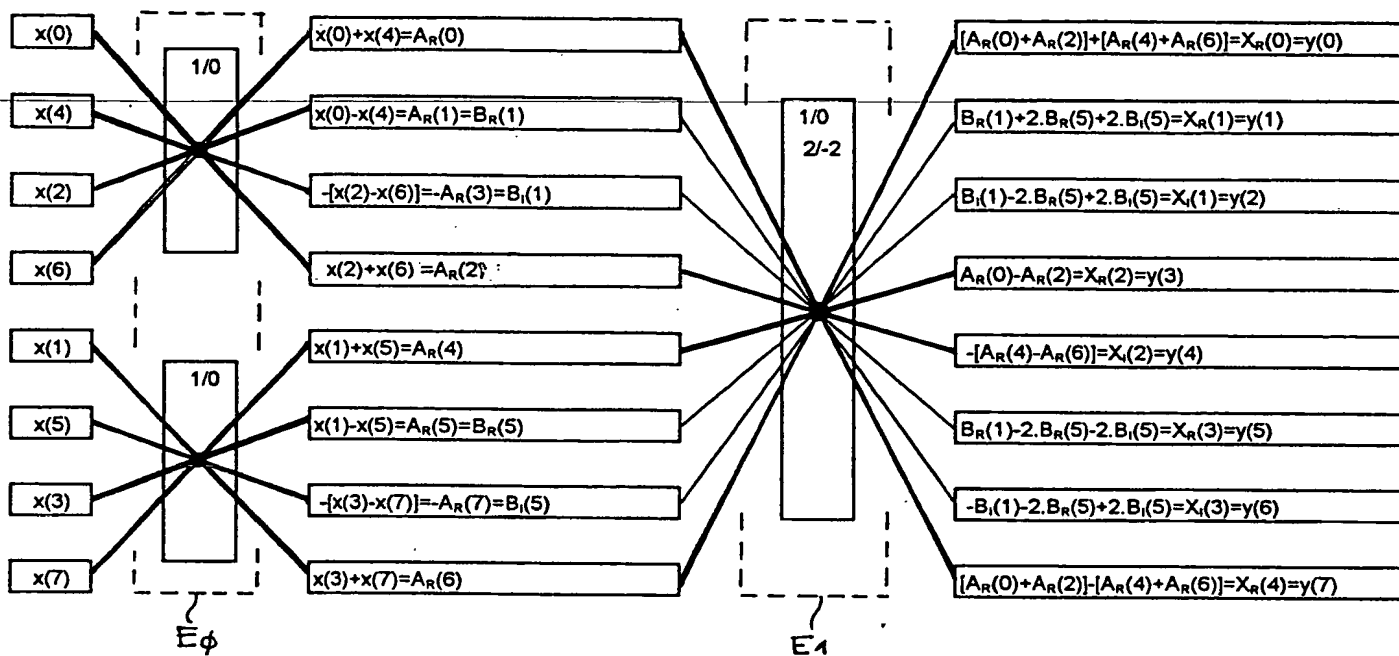 x(0)
x(4)
x(2)
x(6)
x(1)
x(5)
x(3)
x(7)
1/0
1/0
Eφ
x(0)+x(4)=A_R(0)
x(0)-x(4)=A_R(1)=B_R(1)
-[x(2)-x(6)]=-A_R(3)=B_I(1)
x(2)+x(6) =A_R(2)
x(1)+x(5)=A_R(4)
x(1)-x(5)=A_R(5)=B_R(5)
-[x(3)-x(7)]=-A_R(7)=B_I(5)
x(3)+x(7)=A_R(6)
1/0
2/-2
E1
[A_R(0)+A_R(2)]+[A_R(4)+A_R(6)]=X_R(0)=y(0)
B_R(1)+2.B_R(5)+2.B_I(5)=X_R(1)=y(1)
B_I(1)-2.B_R(5)+2.B_I(5)=X_I(1)=y(2)
A_R(0)-A_R(2)=X_R(2)=y(3)
-[A_R(4)-A_R(6)]=X_I(2)=y(4)
B_R(1)-2.B_R(5)-2.B_I(5)=X_R(3)=y(5)
-B_I(1)-2.B_R(5)+2.B_I(5)=X_I(3)=y(6)
[A_R(0)+A_R(2)]-[A_R(4)+A_R(6)]=X_R(4)=y(7)